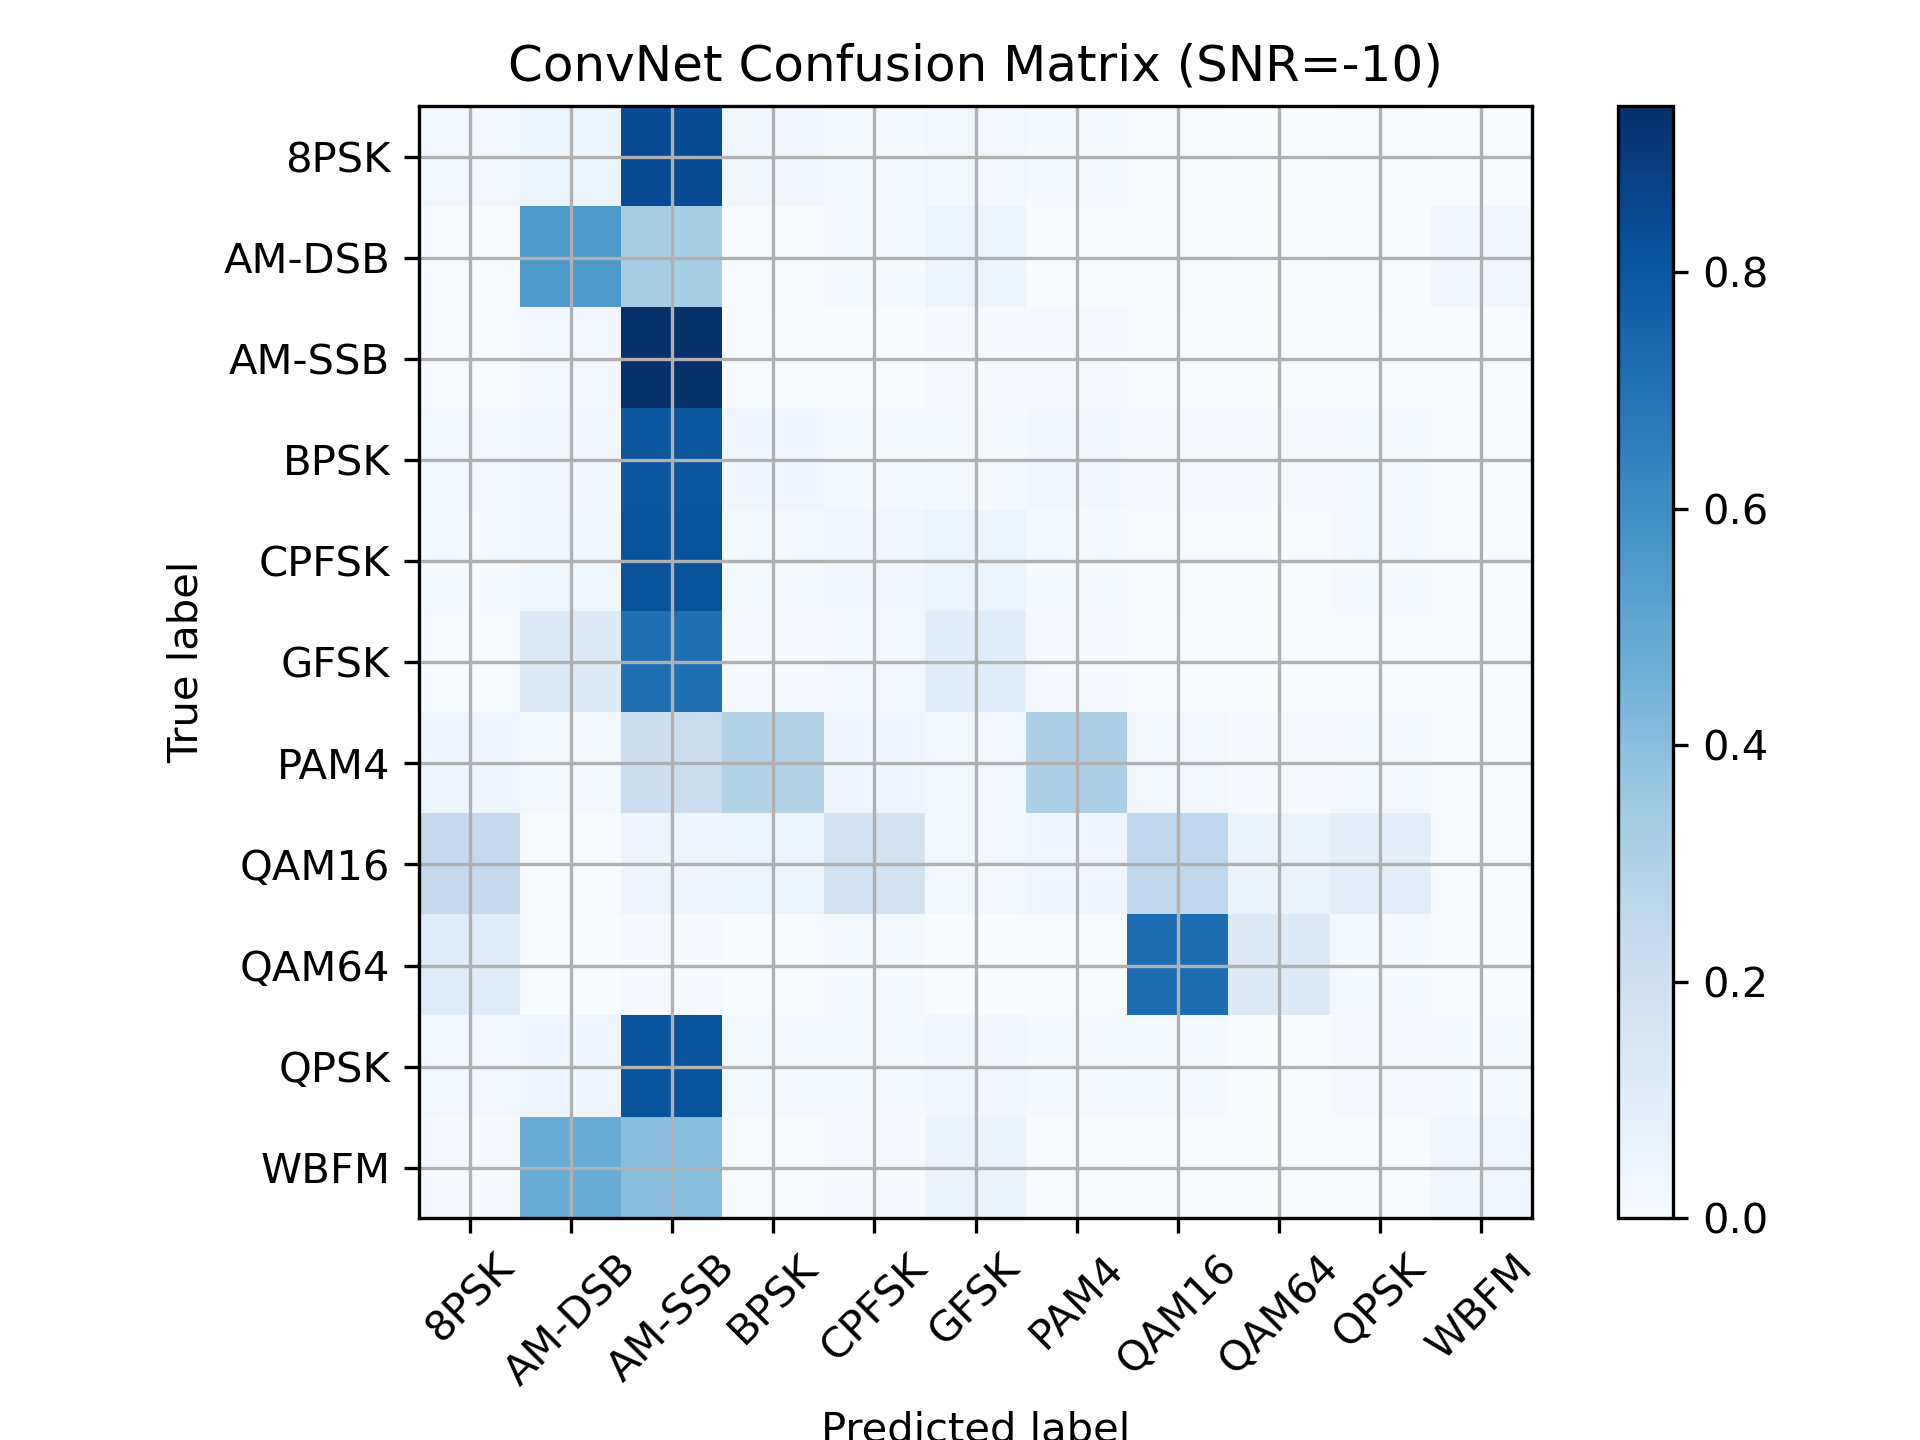 ConvNet Confusion Matrix (SNR=-10)
8PSK
AM-DSB
AM-SSB
BPSK
CPFSK
GFSK
PAM4
QAM16
QAM64
QPSK
WBFM
True label
8PSK
AM-DSB
AM-SSB
BPSK
CPFSK
GFSK
PAM4
QAM16
QAM64
QPSK
WBFM
Predicted label
0.8
0.6
0.4
0.2
0.0